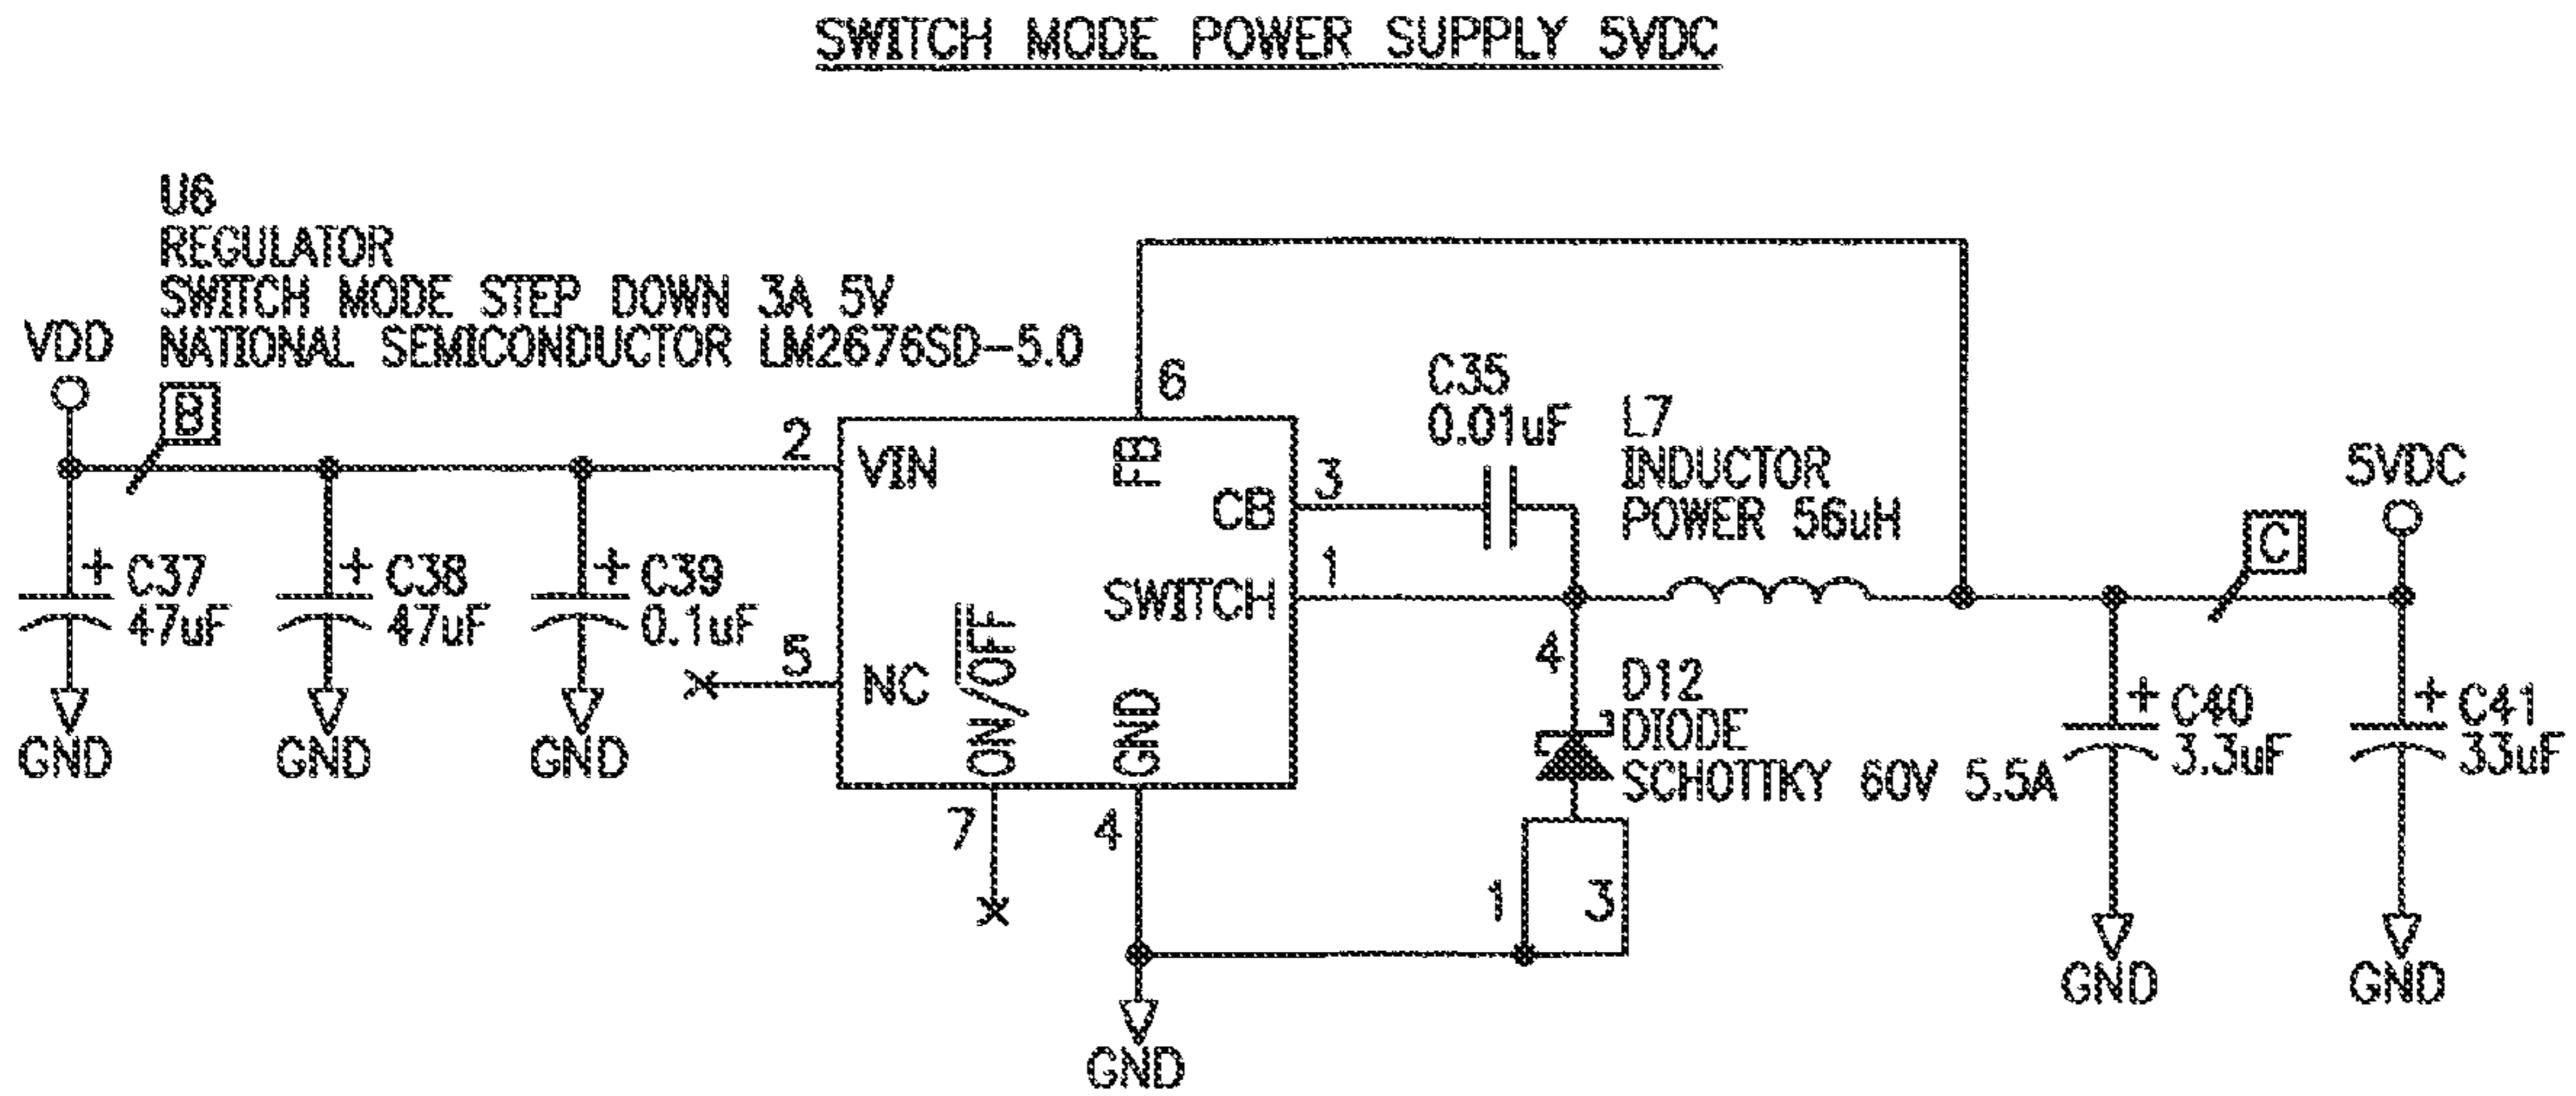 SWITCH MODE POWER SUPPLY 5VDC
U6
REGULATOR
SWITCH MODE STEP DOWN 3A 5V
NATIONAL SEMICONDUCTOR LM2676SD-5.0
VDD
B
2
VIN
FB
6
CB
3
SWITCH
1
NC
5
ON/OFF
7
GND
4
C35
0.01uF
L7
INDUCTOR
POWER 56uH
5VDC
C
+ C37
47uF
GND
+ C38
47uF
GND
+ C39
0.1uF
GND
4
D12
DIODE
SCHOTTKY 60V 5.5A
1
3
GND
+ C40
3.3uF
GND
+ C41
33uF
GND